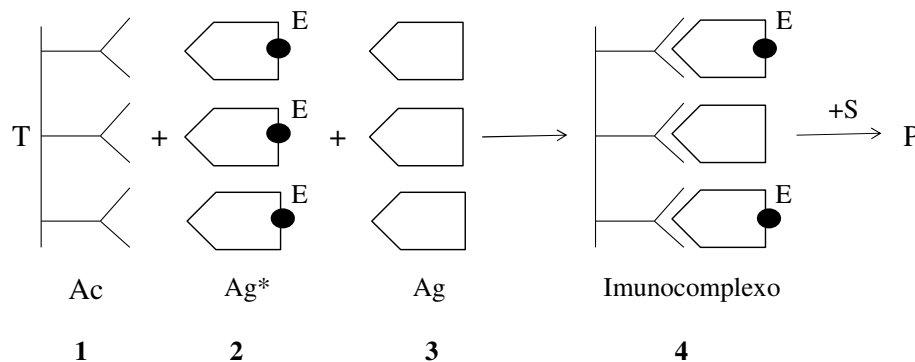 E E
E E
T + + +S P
E E
Ac Ag* Ag Imunocomplexo
1 2 3 4